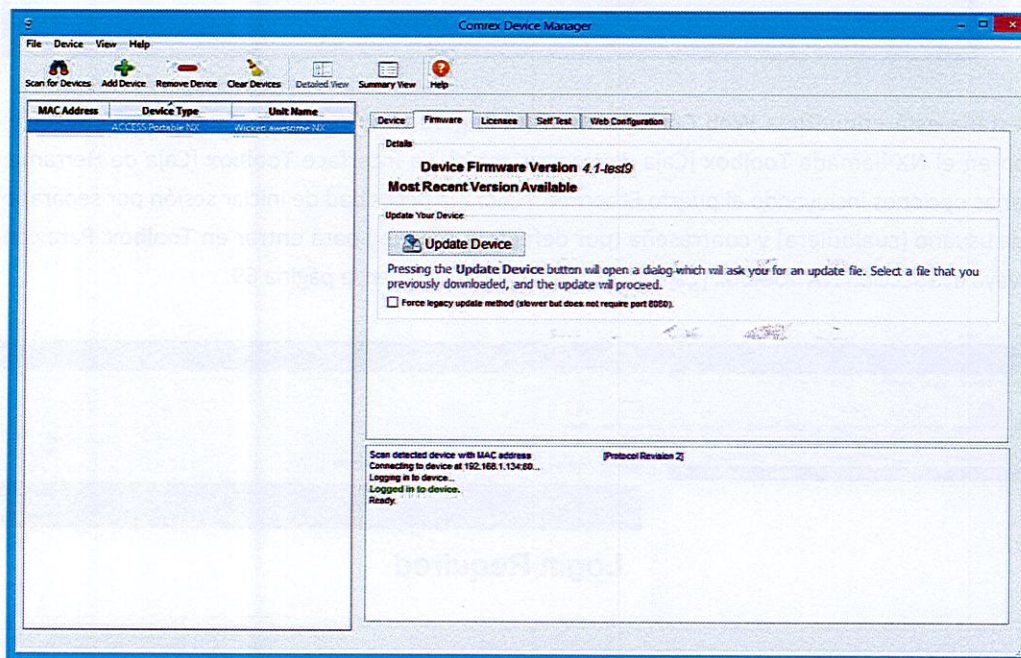 Comrex Device Manager
File Device View Help
Scan for Devices Add Device Remove Device Clear Devices Detailed View Summary View Help
MAC Address Device Type Unit Name
ACCESS Portable NX Wicked awesome NX
Device Firmware Licenses Self Test Web Configuration
Details
Device Firmware Version 4.1-test9
Most Recent Version Available
Update Your Device
Update Device
Pressing the Update Device button will open a dialog which will ask you for an update file. Select a file that you
previously downloaded, and the update will proceed.
Force legacy update method (slower but does not require port 8080).
Scan detected device with MAC address [Protocol Revision 2]
Connecting to device at 192.168.1.134:80...
Logging in to device...
Logged in to device.
Ready.